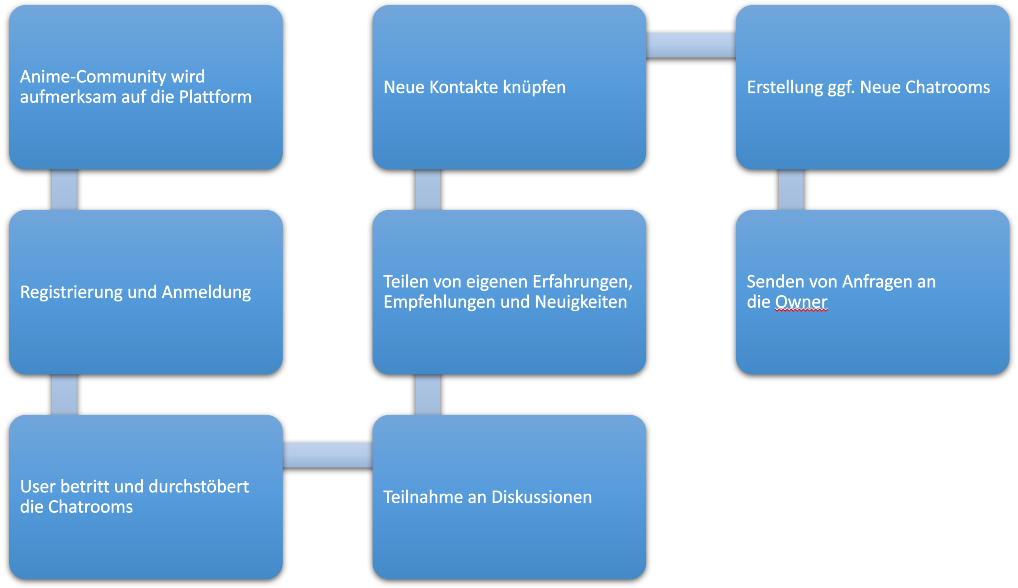 Anime-Community wird
aufmerksam auf die Plattform
Registrierung und Anmeldung
User betritt und durchstöbert
die Chatrooms
Teilnahme an Diskussionen
Teilen von eigenen Erfahrungen,
Empfehlungen und Neuigkeiten
Neue Kontakte knüpfen
Erstellung ggf. Neue Chatrooms
Senden von Anfragen an
die Owner